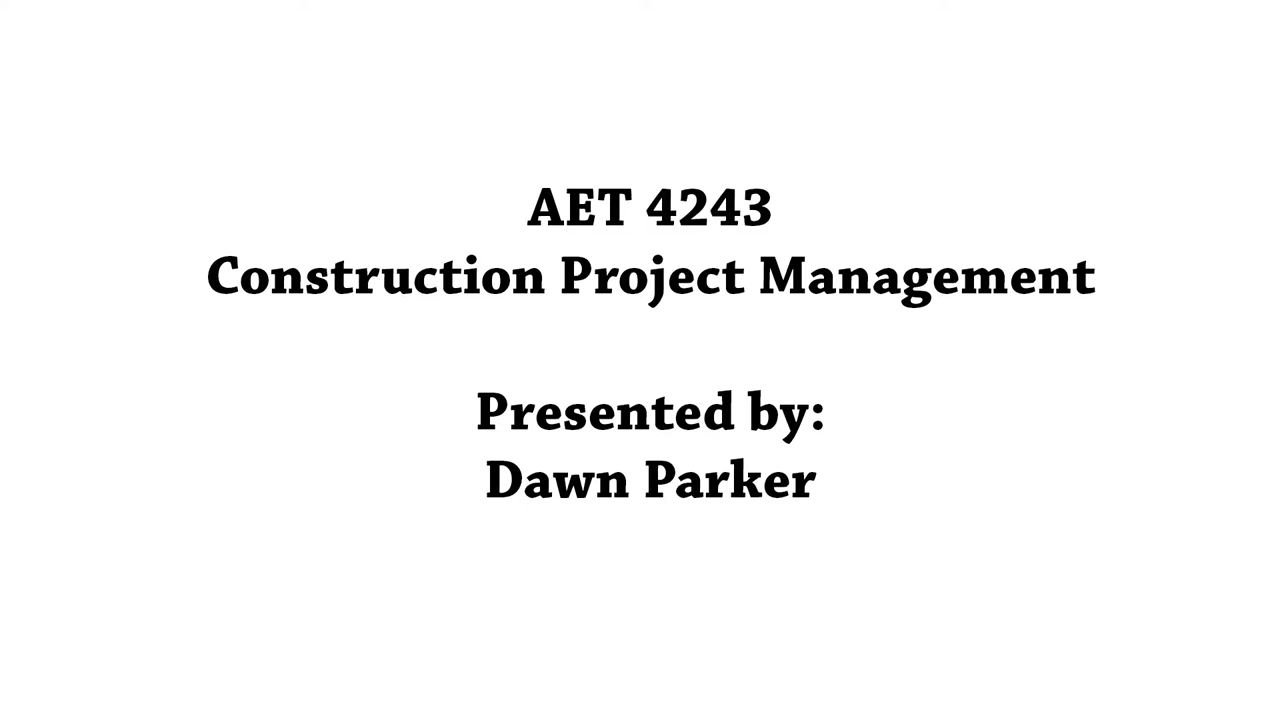 AET 4243
Construction Project Management
Presented by:
Dawn Parker